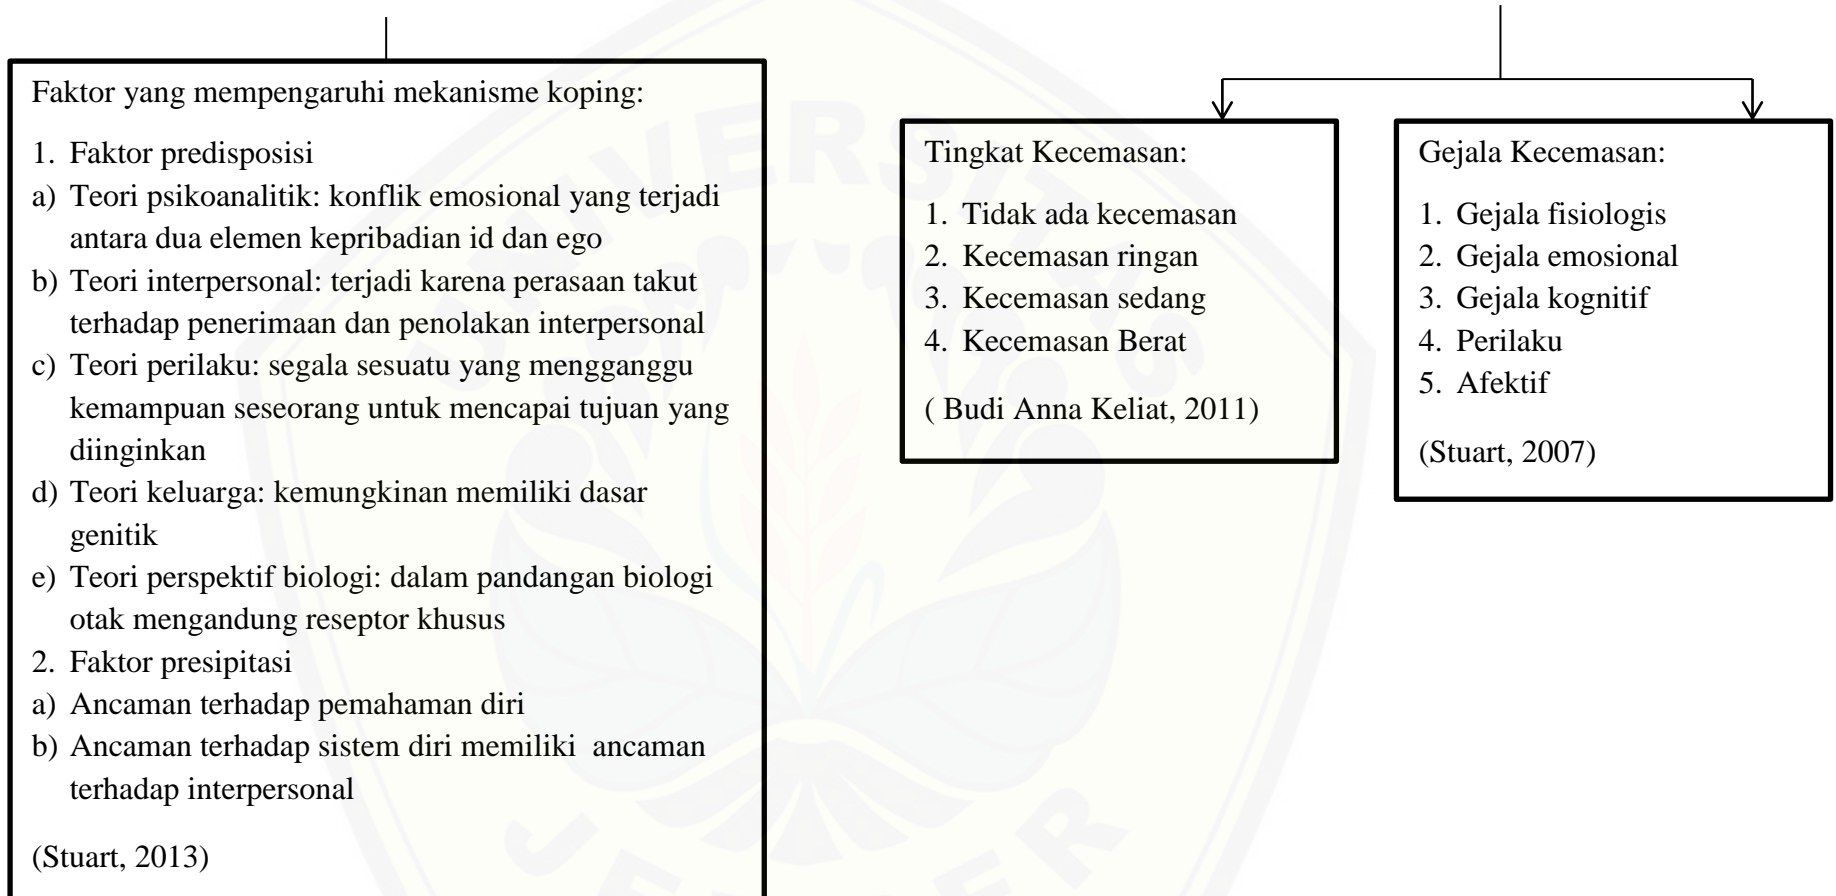 Faktor yang mempengaruhi mekanisme koping:
1. Faktor predisposisi
a) Teori psikoanalitik: konflik emosional yang terjadi
antara dua elemen kepribadian id dan ego
b) Teori interpersonal: terjadi karena perasaan takut
terhadap penerimaan dan penolakan interpersonal
c) Teori perilaku: segala sesuatu yang mengganggu
kemampuan seseorang untuk mencapai tujuan yang
diinginkan
d) Teori keluarga: kemungkinan memiliki dasar
genitik
e) Teori perspektif biologi: dalam pandangan biologi
otak mengandung reseptor khusus
2. Faktor presipitasi
a) Ancaman terhadap pemahaman diri
b) Ancaman terhadap sistem diri memiliki  ancaman
terhadap interpersonal
(Stuart, 2013)
Tingkat Kecemasan:
1. Tidak ada kecemasan
2. Kecemasan ringan
3. Kecemasan sedang
4. Kecemasan Berat
( Budi Anna Keliat, 2011)
Gejala Kecemasan:
1. Gejala fisiologis
2. Gejala emosional
3. Gejala kognitif
4. Perilaku
5. Afektif
(Stuart, 2007)
UNIVERSITAS